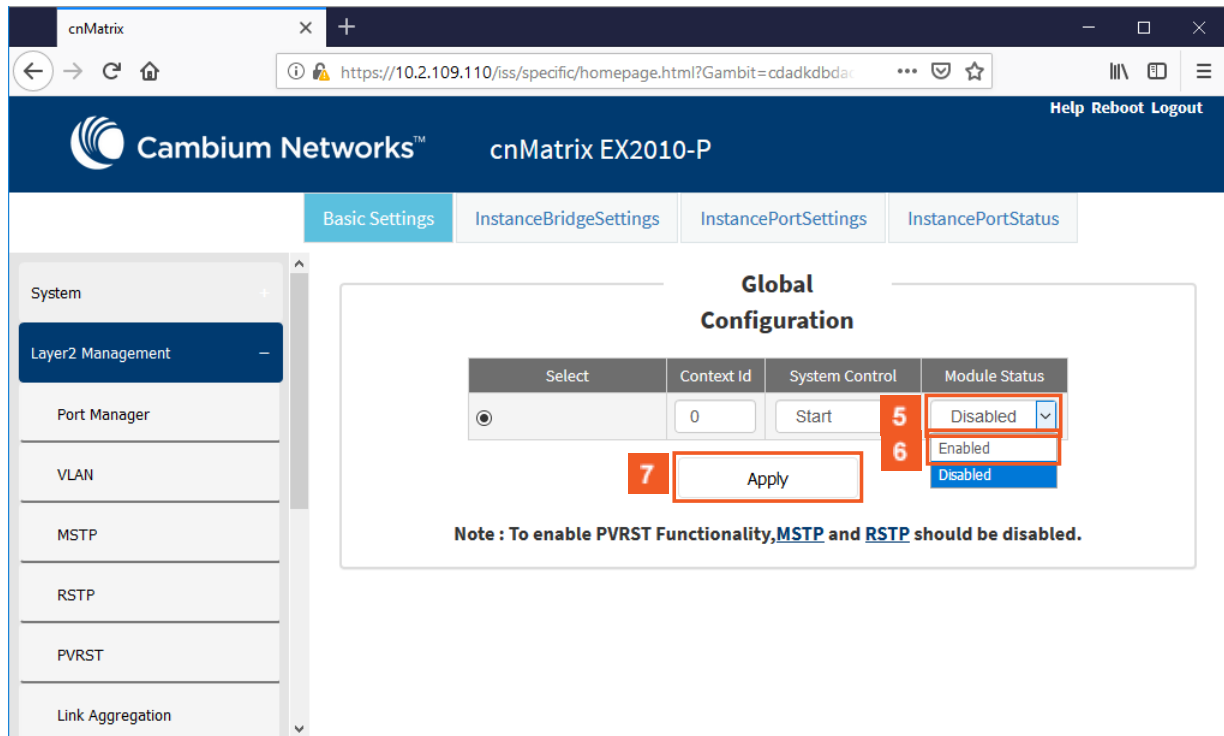 cnMatrix
https://10.2.109.110/iss/specific/homepage.html?Gambit=cdadkdbdac
Help Reboot Logout
Cambium Networks™
cnMatrix EX2010-P
Basic Settings
InstanceBridgeSettings
InstancePortSettings
InstancePortStatus
System +
Layer2 Management –
Port Manager
VLAN
MSTP
RSTP
PVRST
Link Aggregation
Global
Configuration
Select Context Id System Control Module Status
0 Start 5 Disabled
6 Enabled
Disabled
7 Apply
Note : To enable PVRST Functionality,MSTP and RSTP should be disabled.